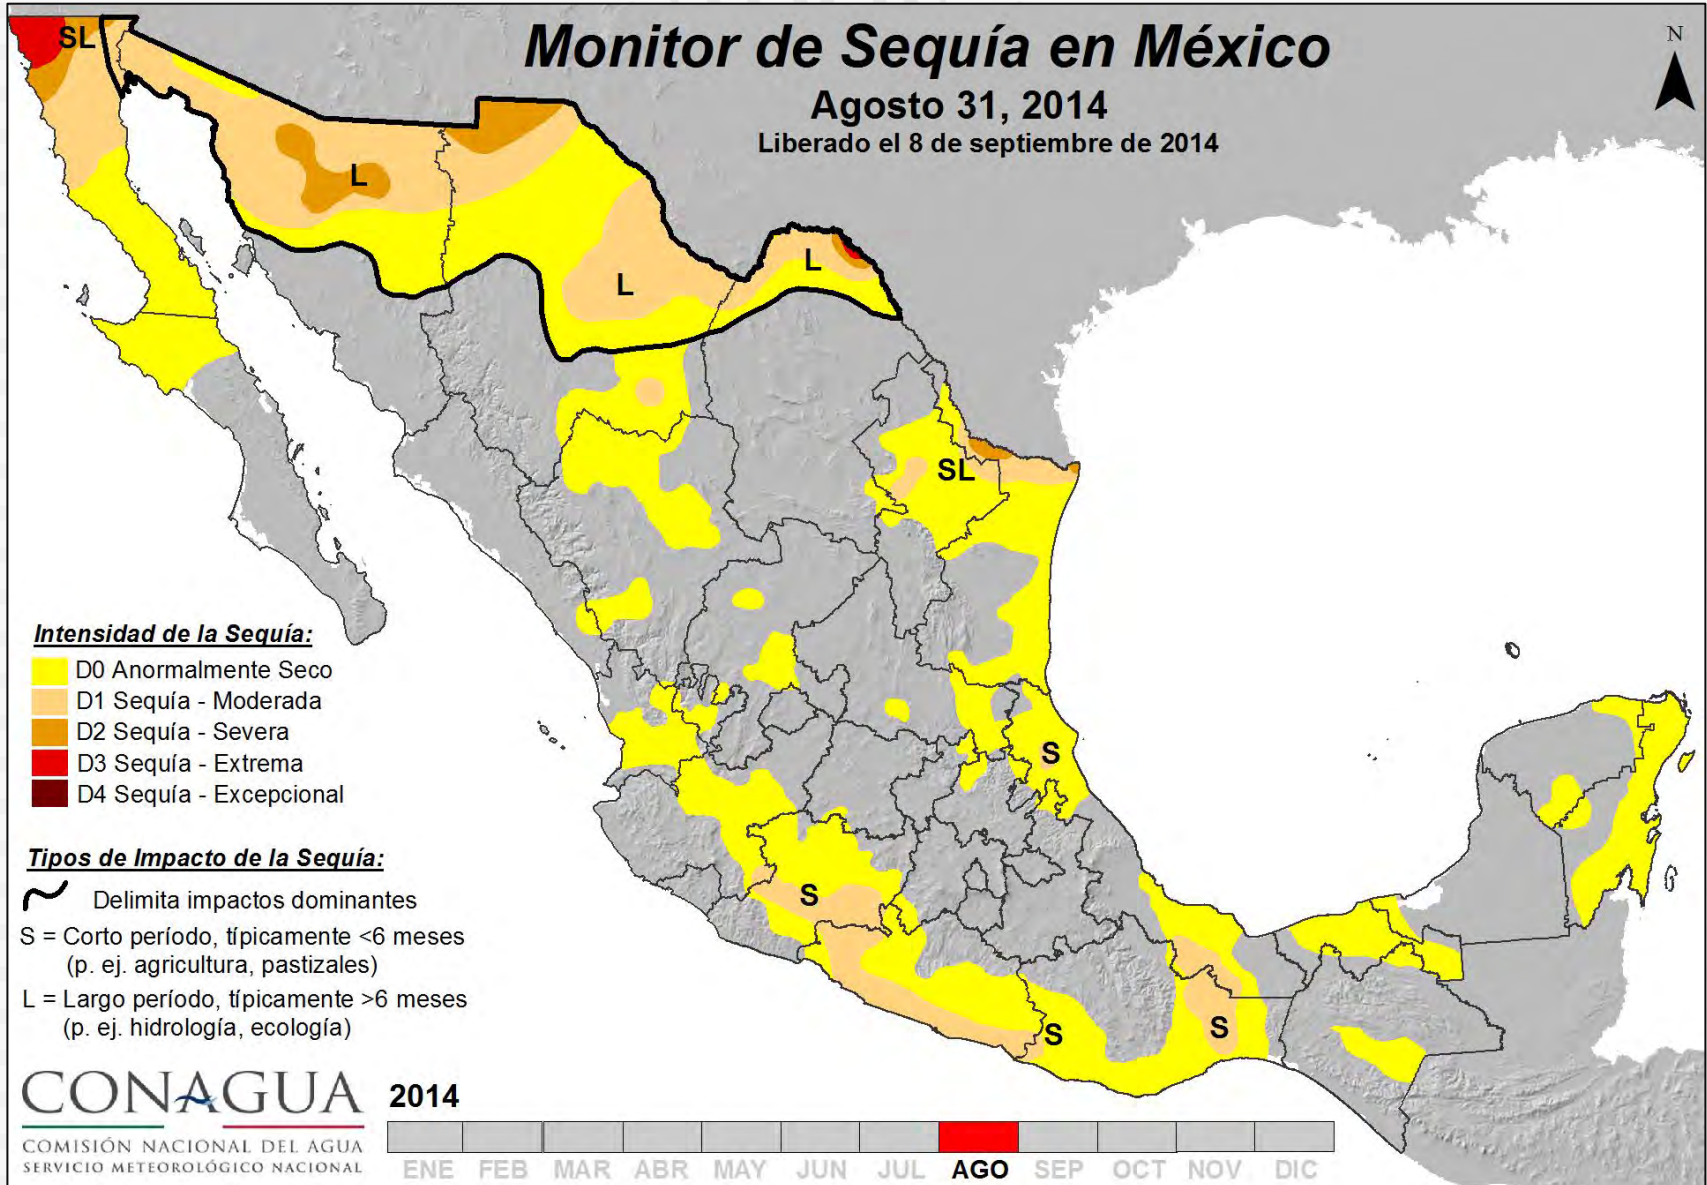 Monitor de Sequía en México
Agosto 31, 2014
Liberado el 8 de septiembre de 2014
N
SL
L
L
L
SL
S
S
S
S
Intensidad de la Sequía:
D0 Anormalmente Seco
D1 Sequía - Moderada
D2 Sequía - Severa
D3 Sequía - Extrema
D4 Sequía - Excepcional
Tipos de Impacto de la Sequía:
Delimita impactos dominantes
S = Corto período, típicamente <6 meses
(p. ej. agricultura, pastizales)
L = Largo período, típicamente >6 meses
(p. ej. hidrología, ecología)
CONAGUA
COMISIÓN NACIONAL DEL AGUA
SERVICIO METEOROLÓGICO NACIONAL
2014
ENE FEB MAR ABR MAY JUN JUL AGO SEP OCT NOV DIC